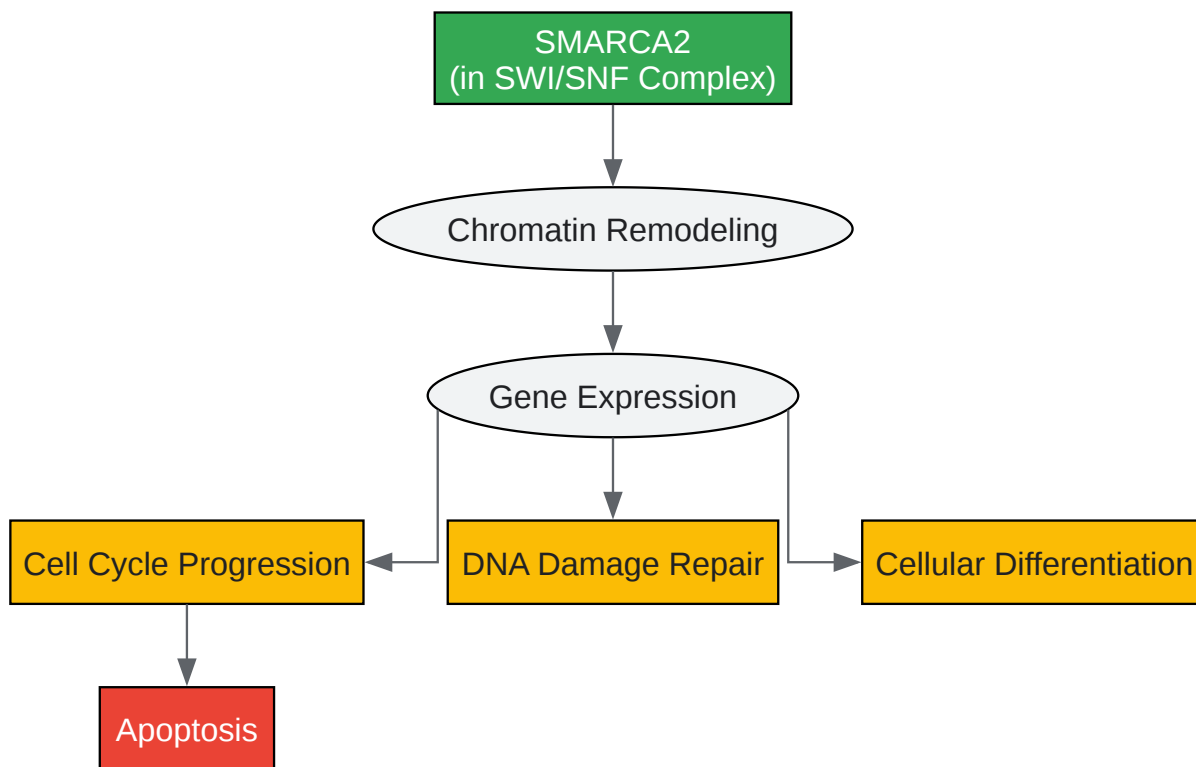 SMARCA2
(in SWI/SNF Complex)
Chromatin Remodeling
Gene Expression
Cell Cycle Progression
DNA Damage Repair
Cellular Differentiation
Apoptosis